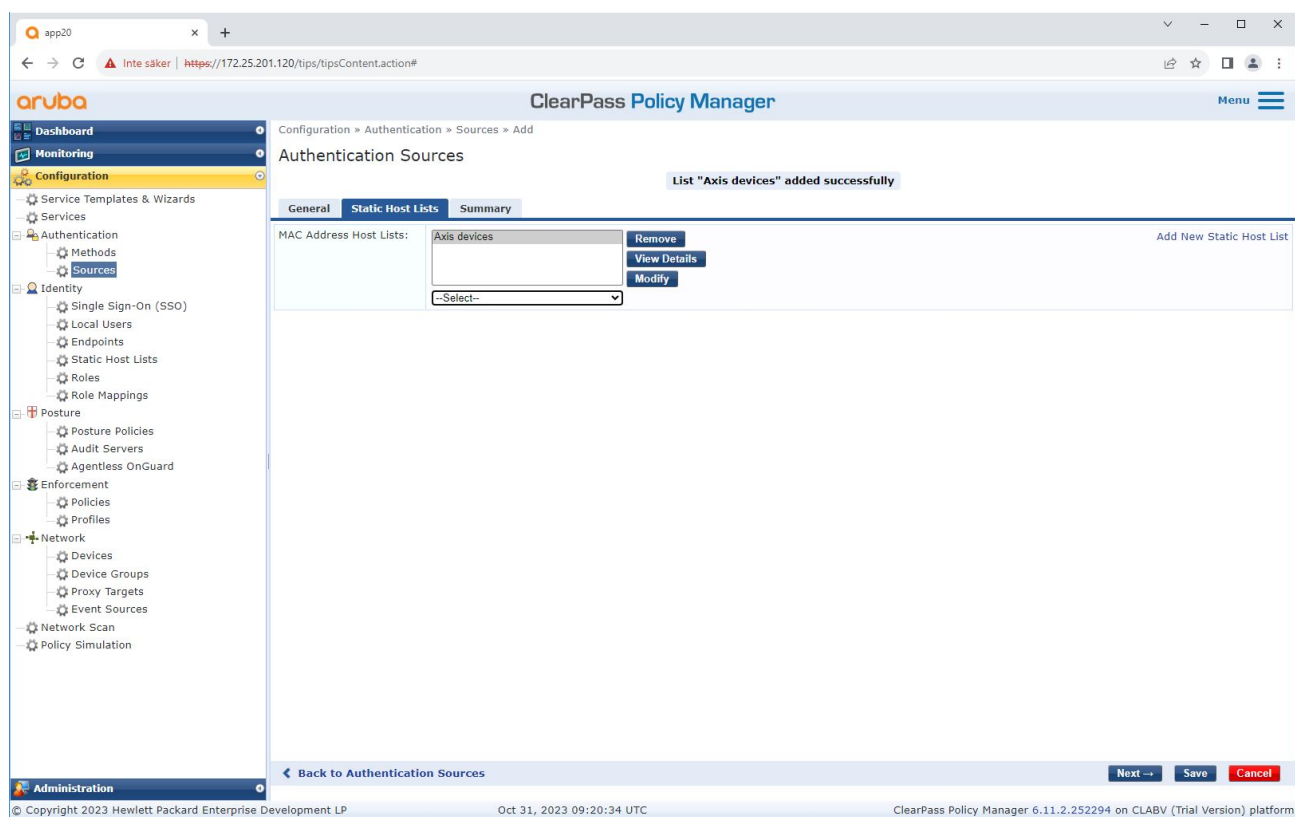 app20
Inte säker | https://172.25.201.120/tips/tipsContent.action#
aruba
ClearPass Policy Manager
Menu
Dashboard
Monitoring
Configuration
Service Templates & Wizards
Services
Authentication
Methods
Sources
Identity
Single Sign-On (SSO)
Local Users
Endpoints
Static Host Lists
Roles
Role Mappings
Posture
Posture Policies
Audit Servers
Agentless OnGuard
Enforcement
Policies
Profiles
Network
Devices
Device Groups
Proxy Targets
Event Sources
Network Scan
Policy Simulation
Administration
Configuration » Authentication » Sources » Add
Authentication Sources
List "Axis devices" added successfully
General Static Host Lists Summary
MAC Address Host Lists:
Axis devices
--Select--
Remove
View Details
Modify
Add New Static Host List
Back to Authentication Sources
Next → Save Cancel
© Copyright 2023 Hewlett Packard Enterprise Development LP Oct 31, 2023 09:20:34 UTC ClearPass Policy Manager 6.11.2.252294 on CLABV (Trial Version) platform